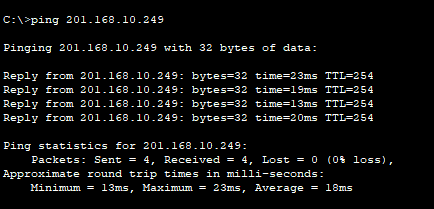 C:\>ping 201.168.10.249
Pinging 201.168.10.249 with 32 bytes of data:
Reply from 201.168.10.249: bytes=32 time=23ms TTL=254
Reply from 201.168.10.249: bytes=32 time=19ms TTL=254
Reply from 201.168.10.249: bytes=32 time=13ms TTL=254
Reply from 201.168.10.249: bytes=32 time=20ms TTL=254
Ping statistics for 201.168.10.249:
Packets: Sent = 4, Received = 4, Lost = 0 (0% loss),
Approximate round trip times in milli-seconds:
Minimum = 13ms, Maximum = 23ms, Average = 18ms